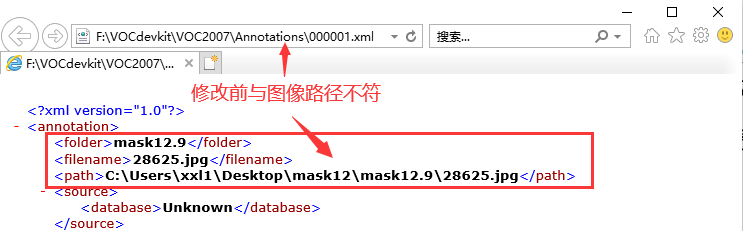 F:\VOCdevkit\VOC2007\Annotations\000001.xml
搜索...
F:\VOCdevkit\VOC2007\...
修改前与图像路径不符
<?xml version="1.0"?>
- <annotation>
<folder>mask12.9</folder>
<filename>28625.jpg</filename>
<path>C:\Users\xxl1\Desktop\mask12\mask12.9\28625.jpg</path>
- <source>
<database>Unknown</database>
</source>